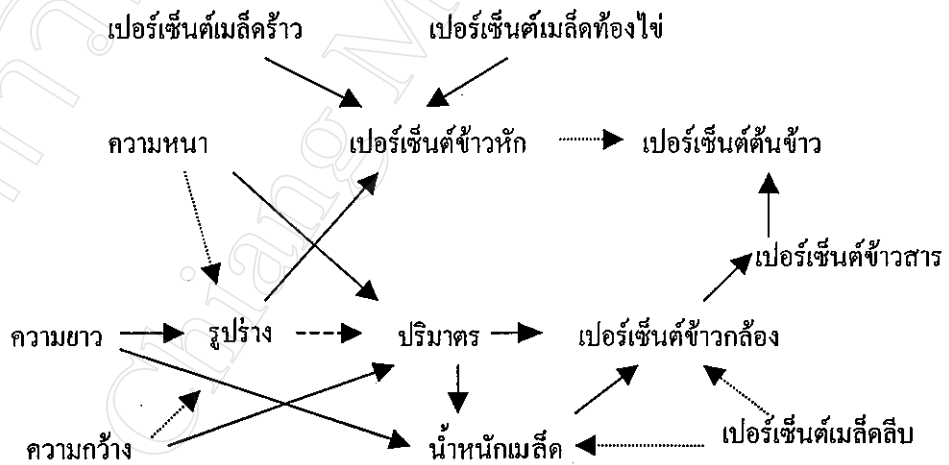 เปอร์เซ็นต์เมล็ดร้าว เปอร์เซ็นต์เมล็ดท้องไข่
ความหนา เปอร์เซ็นต์ข้าวหัก เปอร์เซ็นต์ต้นข้าว
เปอร์เซ็นต์ข้าวสาร
ความยาว รูปร่าง ปริมาตร เปอร์เซ็นต์ข้าวกล้อง
ความกว้าง น้ำหนักเมล็ด เปอร์เซ็นต์เมล็ดลีบ
Chiang M